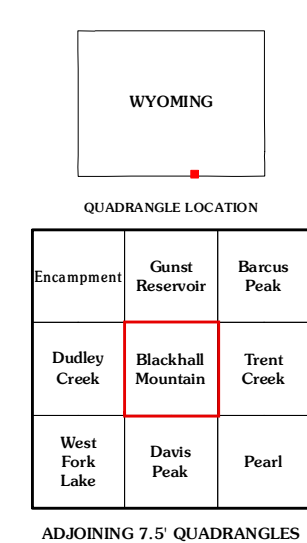 WYOMING
QUADRANGLE LOCATION
Encampment
Gunst
Reservoir
Barcus
Peak
Dudley
Creek
Blackhall
Mountain
Trent
Creek
West
Fork
Lake
Davis
Peak
Pearl
ADJOINING 7.5' QUADRANGLES